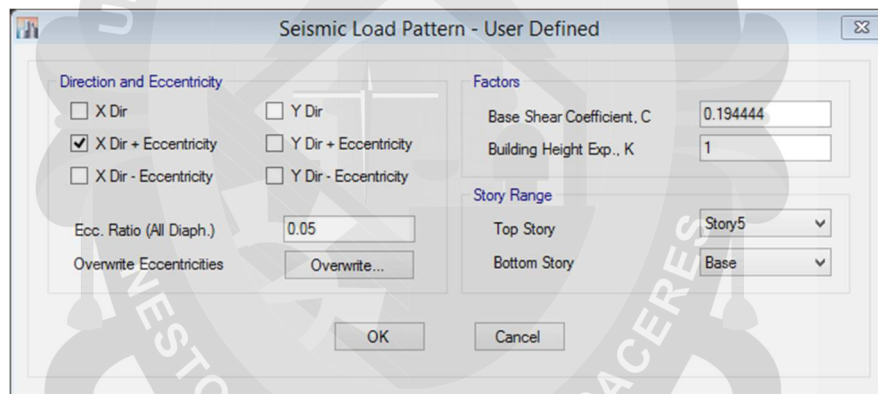 Seismic Load Pattern - User Defined
Direction and Eccentricity
X Dir
Y Dir
X Dir + Eccentricity
Y Dir + Eccentricity
X Dir - Eccentricity
Y Dir - Eccentricity
Ecc. Ratio (All Diaph.) 0.05
Overwrite Eccentricities Overwrite...
Factors
Base Shear Coefficient, C 0.194444
Building Height Exp., K 1
Story Range
Top Story Story5
Bottom Story Base
OK
Cancel